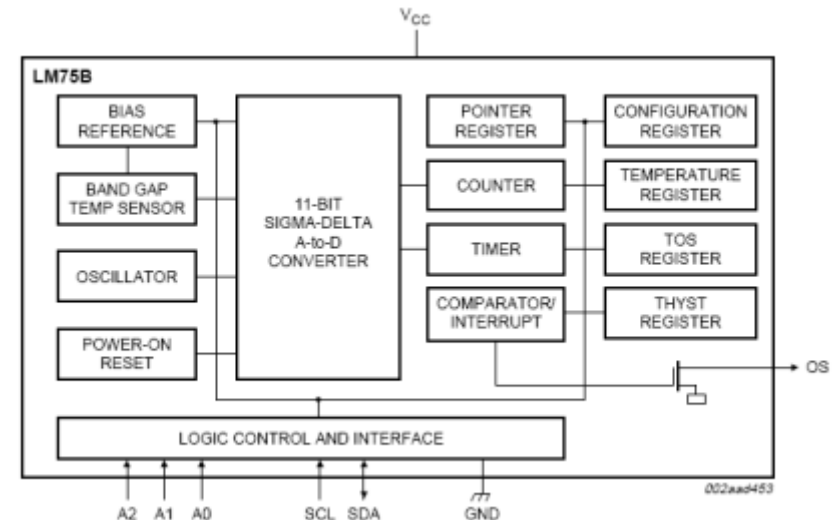 VCC
LM75B
BIAS
REFERENCE
BAND GAP
TEMP SENSOR
OSCILLATOR
POWER-ON
RESET
11-BIT
SIGMA-DELTA
A-to-D
CONVERTER
POINTER
REGISTER
CONFIGURATION
REGISTER
COUNTER
TEMPERATURE
REGISTER
TIMER
TOS
REGISTER
COMPARATOR/
INTERRUPT
THYST
REGISTER
OS
LOGIC CONTROL AND INTERFACE
002aad453
A2 A1 A0 SCL SDA GND